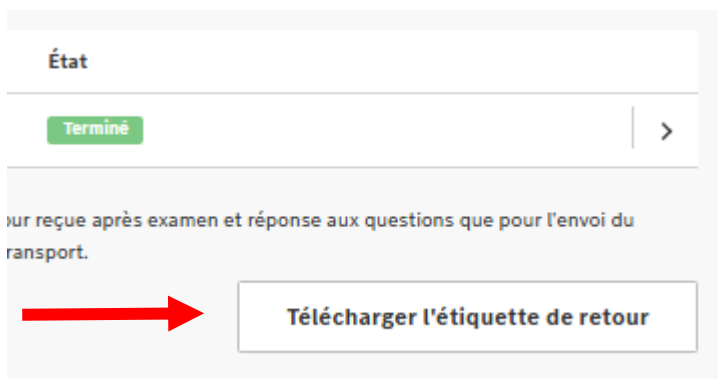 État
Terminé
our reçue après examen et réponse aux questions que pour l'envoi du
ransport.
Télécharger l'étiquette de retour